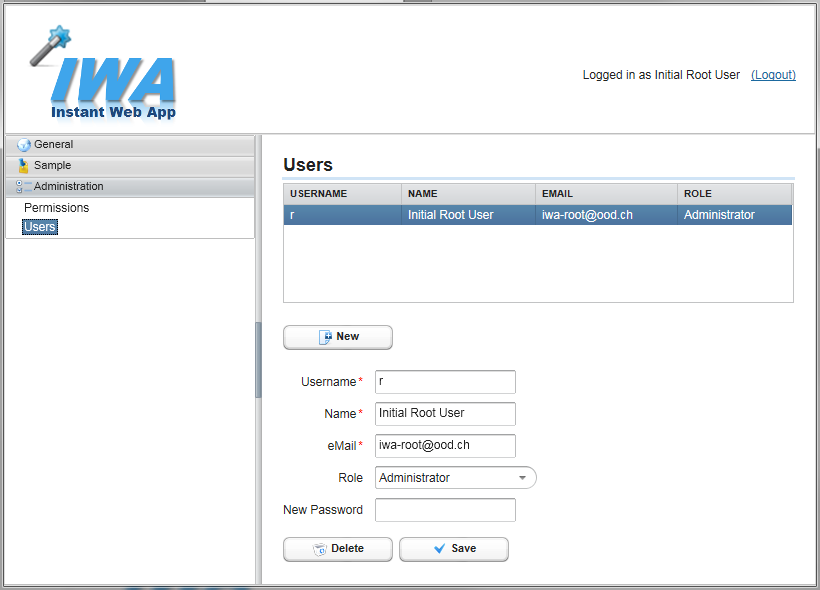 IWA
Instant Web App
Logged in as Initial Root User (Logout)
General
Sample
Administration
Permissions
Users
Users
USERNAME NAME EMAIL ROLE
r Initial Root User iwa-root@ood.ch Administrator
New
Username* r
Name* Initial Root User
eMail* iwa-root@ood.ch
Role Administrator
New Password
Delete Save